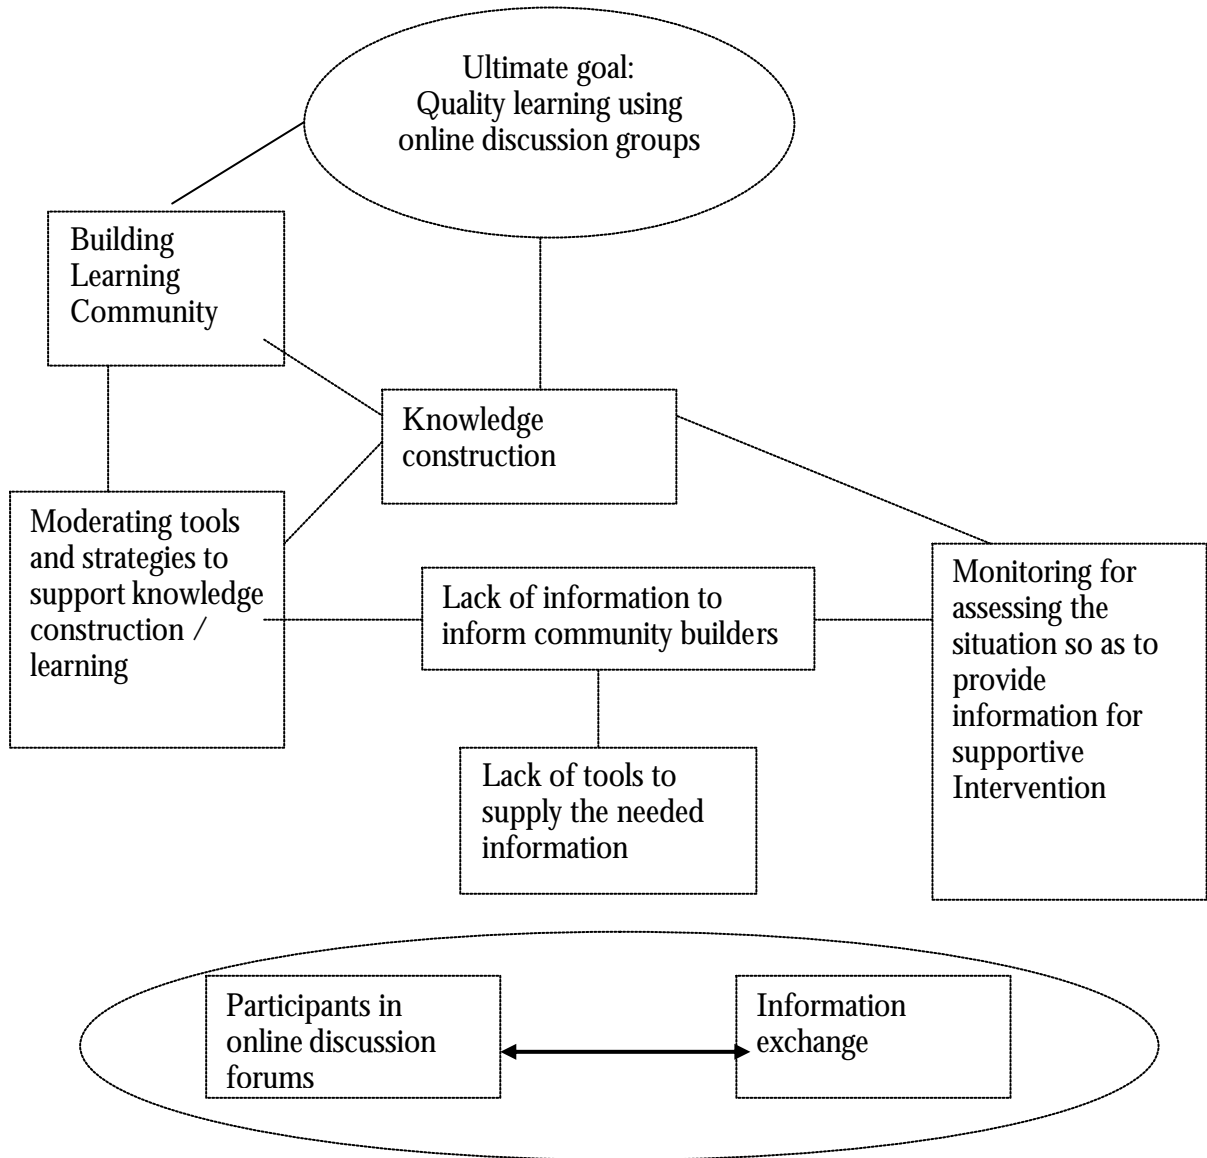 Ultimate goal:
Quality learning using
online discussion groups
Building
Learning
Community
Knowledge
construction
Moderating tools
and strategies to
support knowledge
construction /
learning
Lack of information to
inform community builders
Monitoring for
assessing the
situation so as to
provide
information for
supportive
Intervention
Lack of tools to
supply the needed
information
Participants in
online discussion
forums
Information
exchange